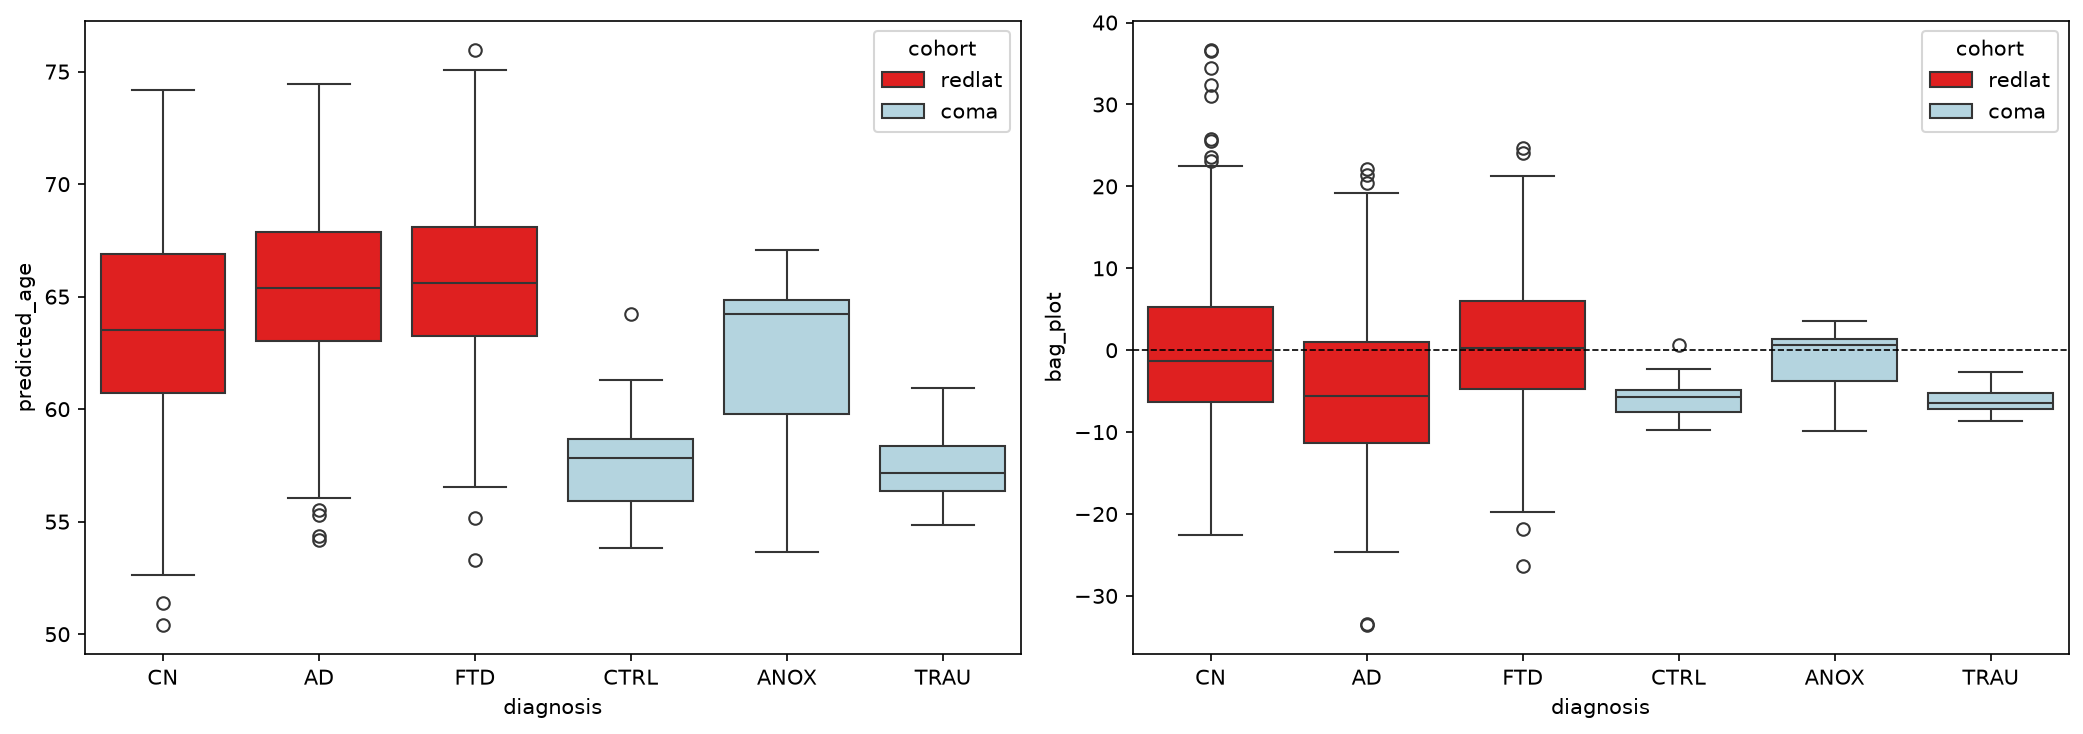 predicted_age
75
70
65
60
55
50
CN AD FTD CTRL ANOX TRAU
diagnosis
cohort
redlat
coma
bag_plot
40
30
20
10
0
−10
−20
−30
CN AD FTD CTRL ANOX TRAU
diagnosis
cohort
redlat
coma